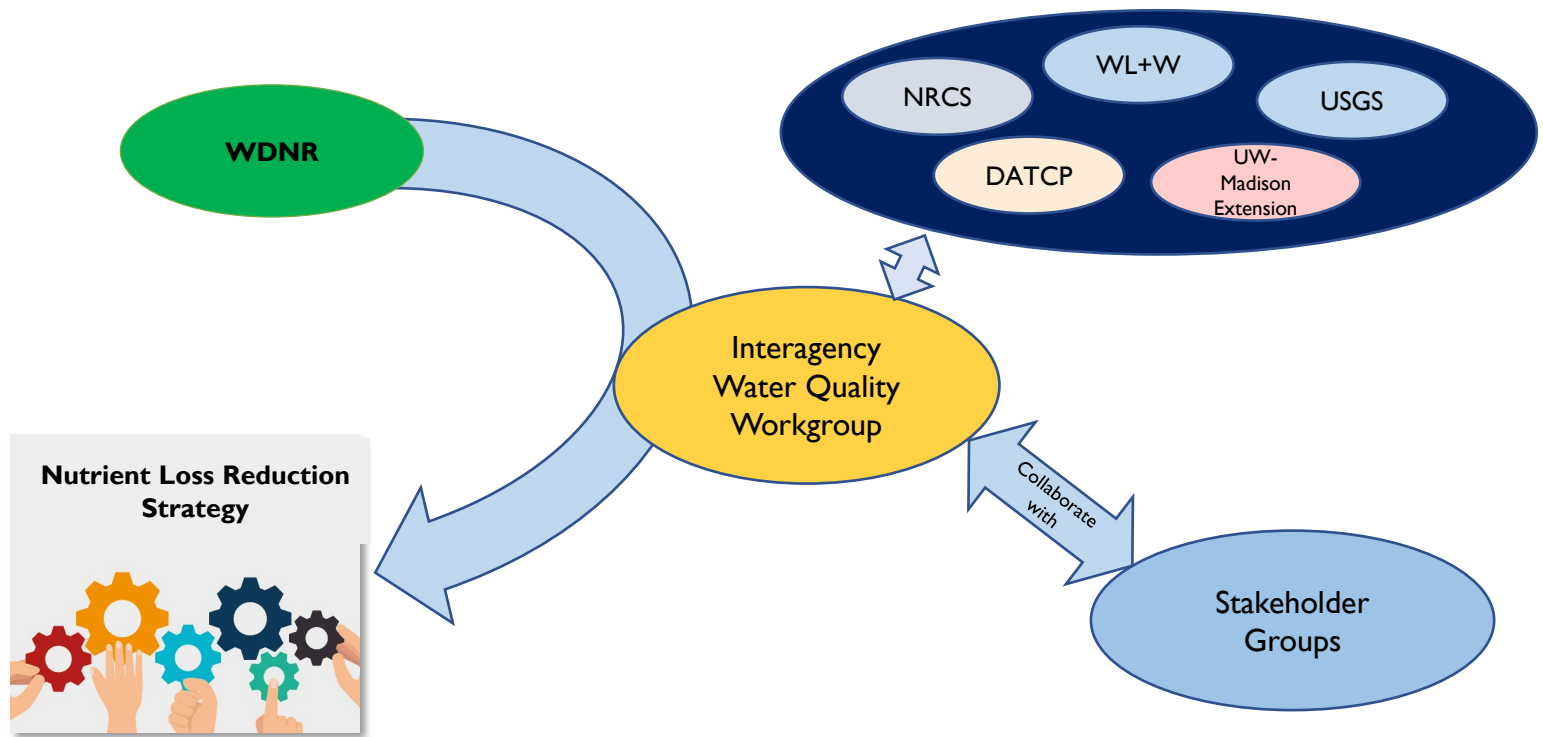 WDNR
NRCS
WL+W
USGS
DATCP
UW-
Madison
Extension
Interagency
Water Quality
Workgroup
Collaborate
with
Stakeholder
Groups
Nutrient Loss Reduction
Strategy